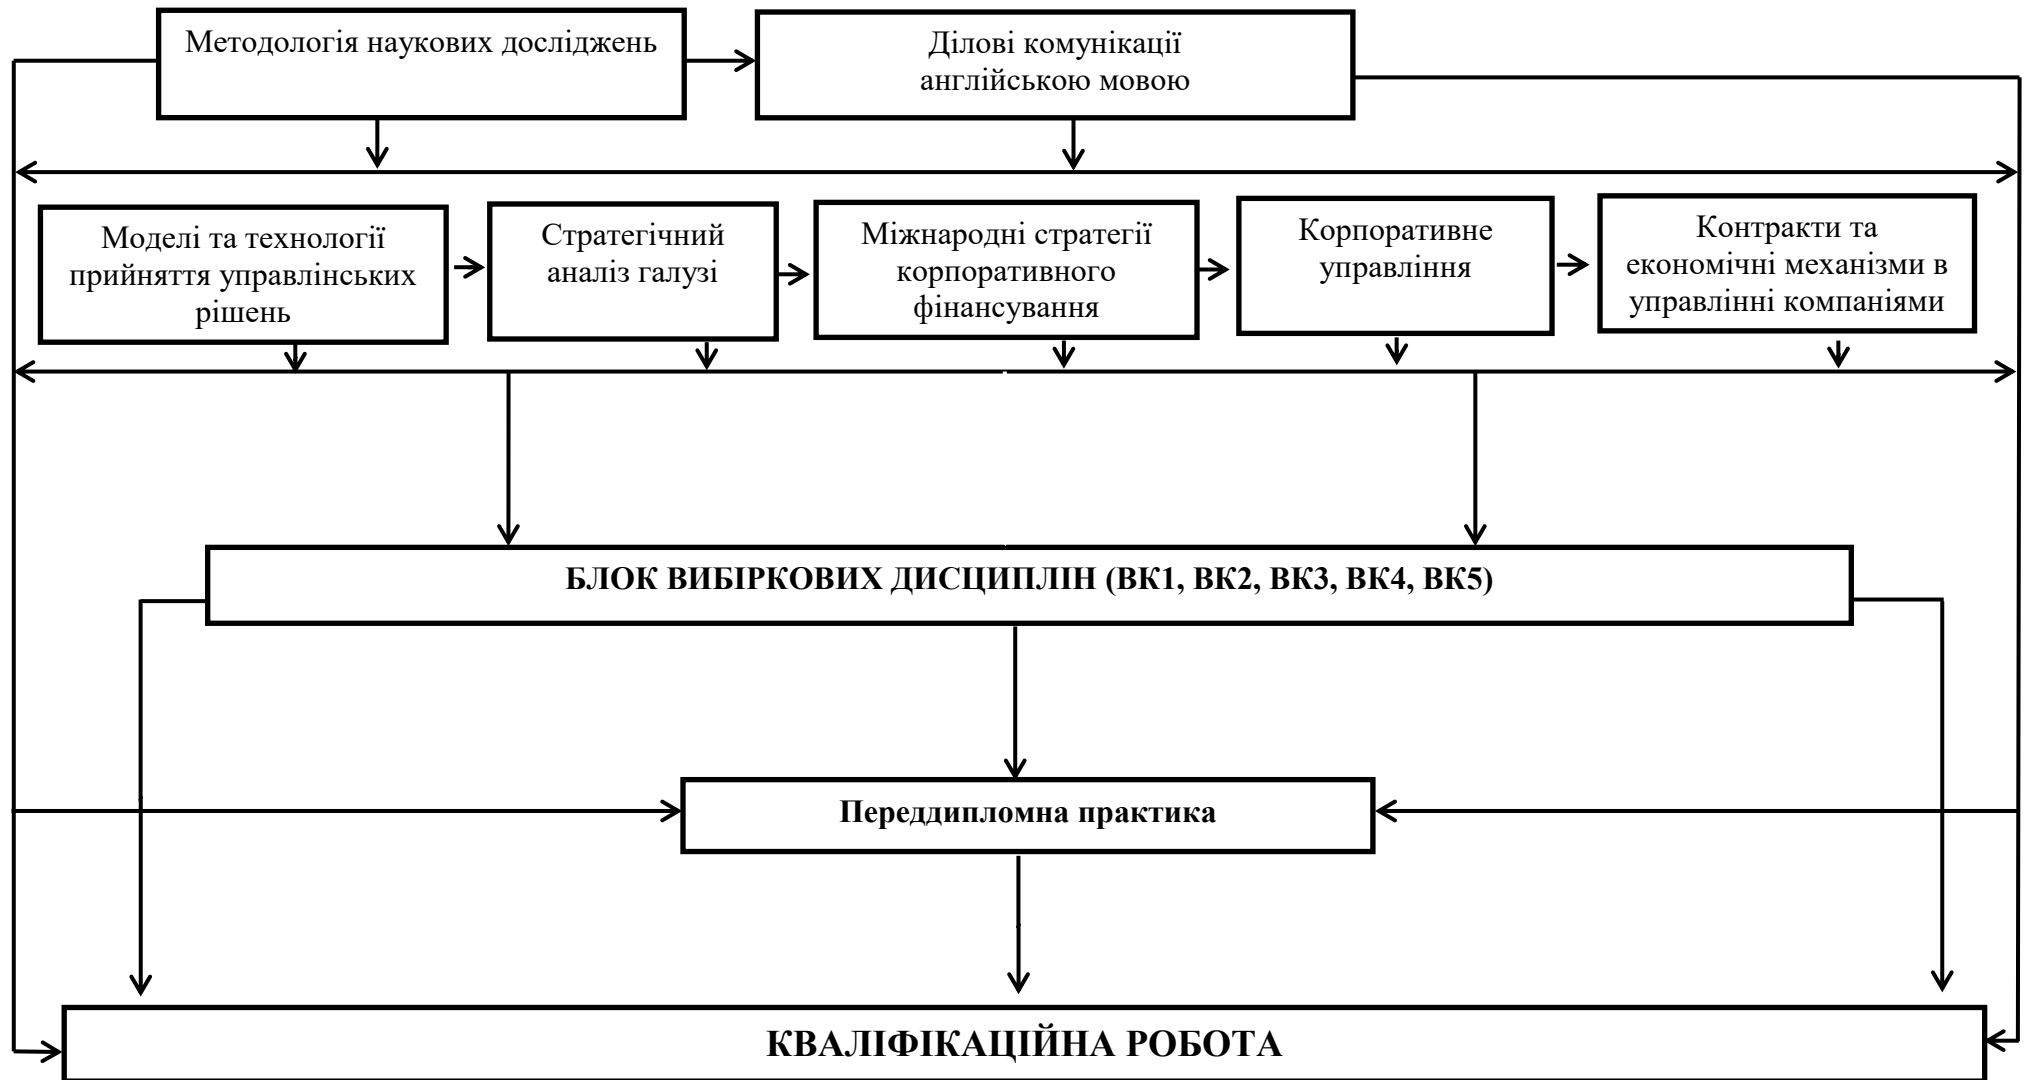 Методологія наукових досліджень
Ділові комунікації
англійською мовою
Моделі та технології
прийняття управлінських
рішень
Стратегічний
аналіз галузі
Міжнародні стратегії
корпоративного
фінансування
Корпоративне
управління
Контракти та
економічні механізми в
управлінні компаніями
БЛОК ВИБІРКОВИХ ДИСЦИПЛІН (ВК1, ВК2, ВК3, ВК4, ВК5)
Переддипломна практика
КВАЛІФІКАЦІЙНА РОБОТА